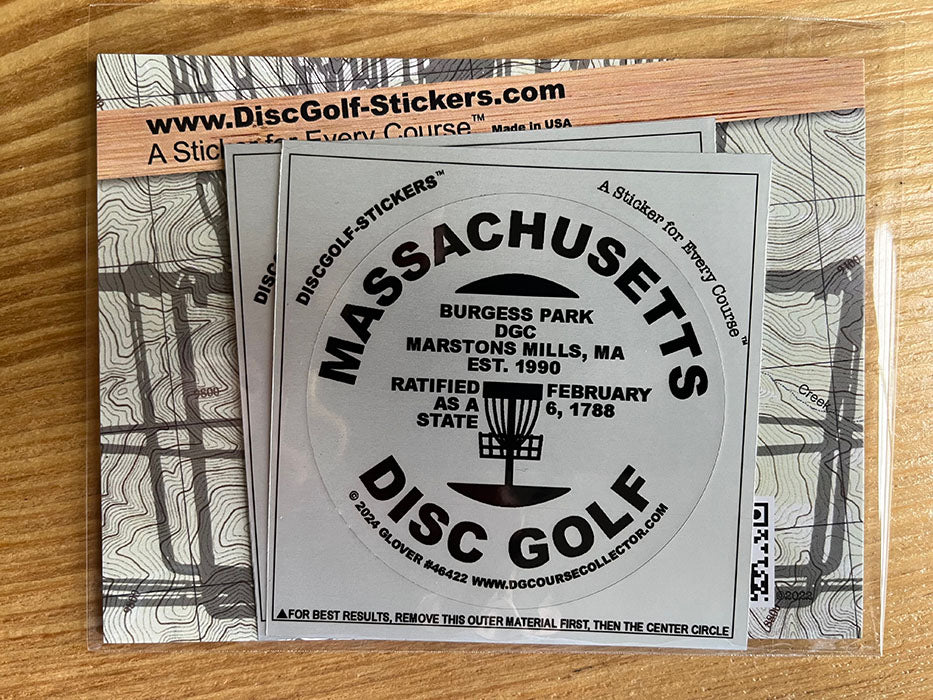 www.DiscGolf-Stickers.com
A Sticker for Every Course™ Made in USA
DISCGOLF-STICKERS™
A Sticker for Every Course™
MASSACHUSETTS
BURGESS PARK
DGC
MARSTONS MILLS, MA
EST. 1990
RATIFIED
AS A
STATE
FEBRUARY
6, 1788
DISC GOLF
© 2024 GLOVER #46422 WWW.DGCOURSECOLLECTOR.COM
▲FOR BEST RESULTS, REMOVE THIS OUTER MATERIAL FIRST, THEN THE CENTER CIRCLE
DISC
Creek
©2022